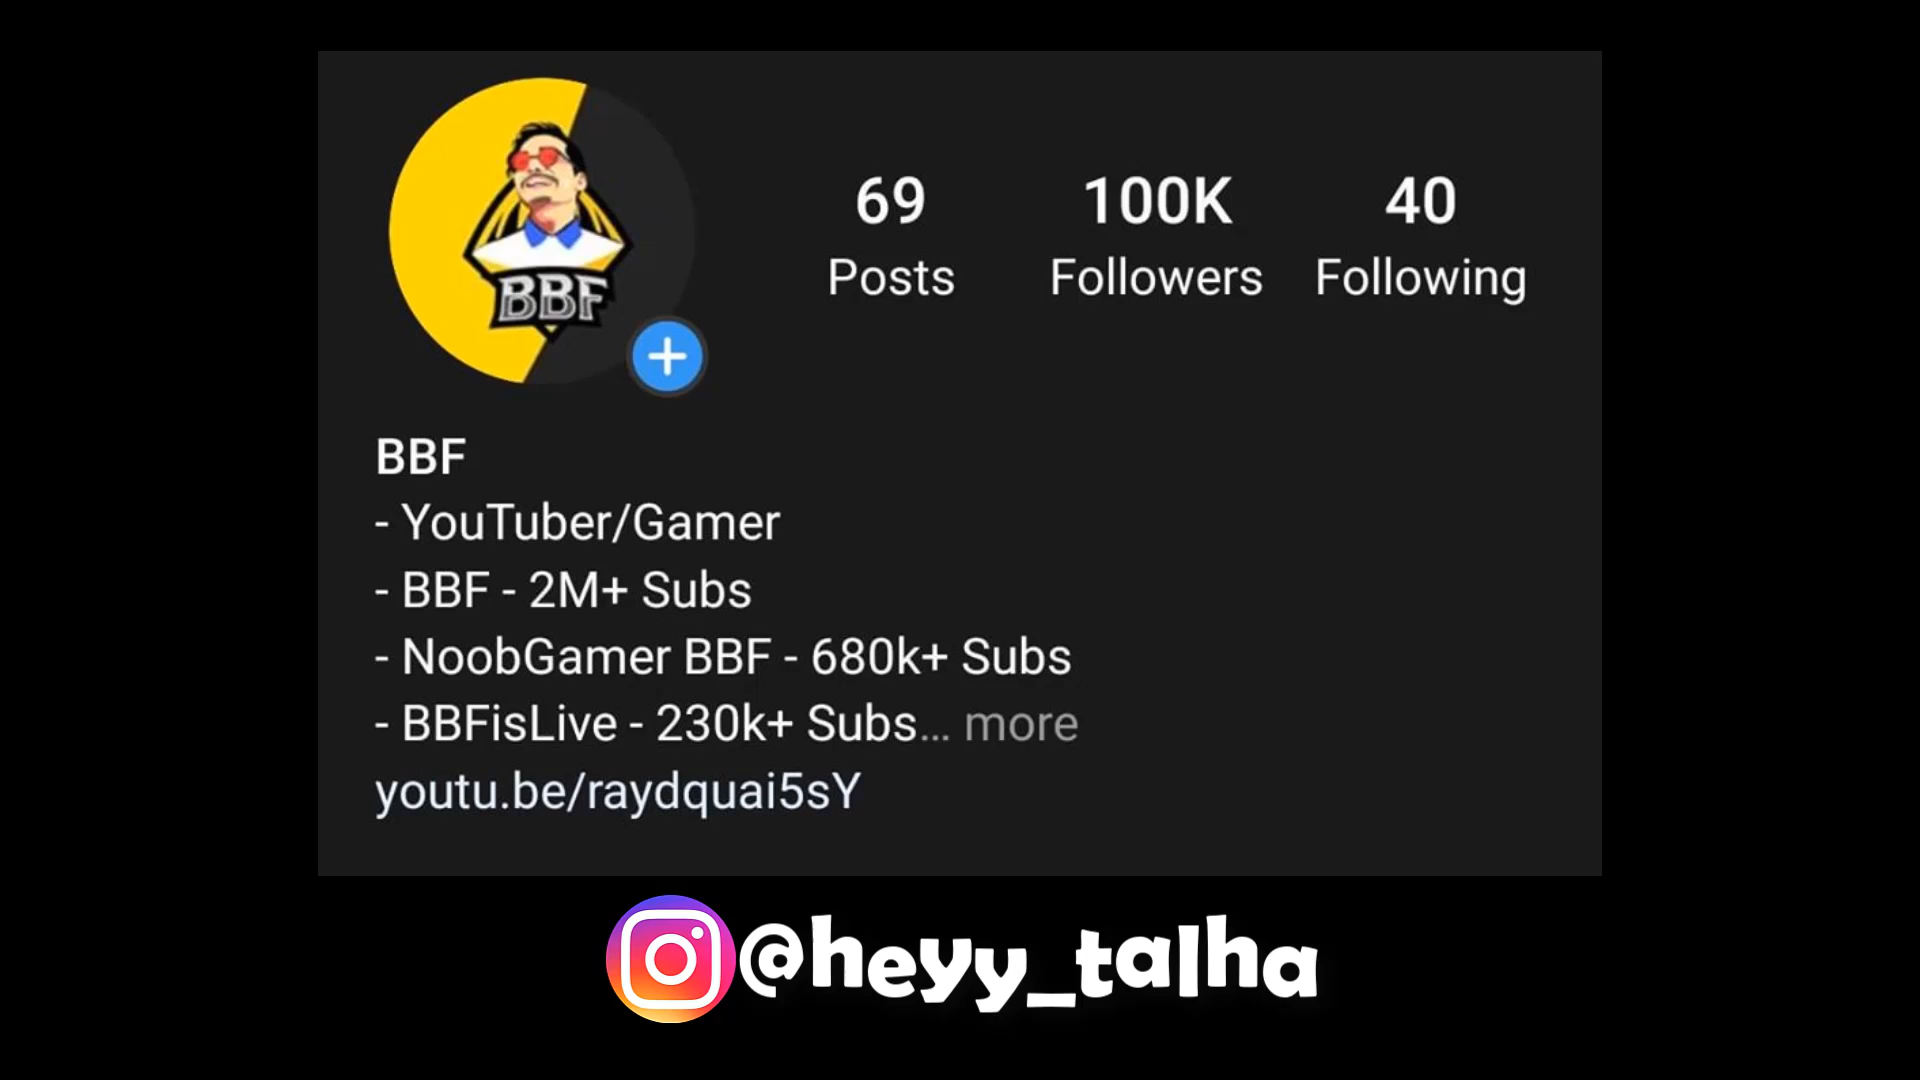 BBF
69 100K 40
Posts Followers Following
BBF
- YouTuber/Gamer
- BBF - 2M+ Subs
- NoobGamer BBF - 680k+ Subs
- BBFisLive - 230k+ Subs... more
youtu.be/raydquai5sY
@heyy_talha